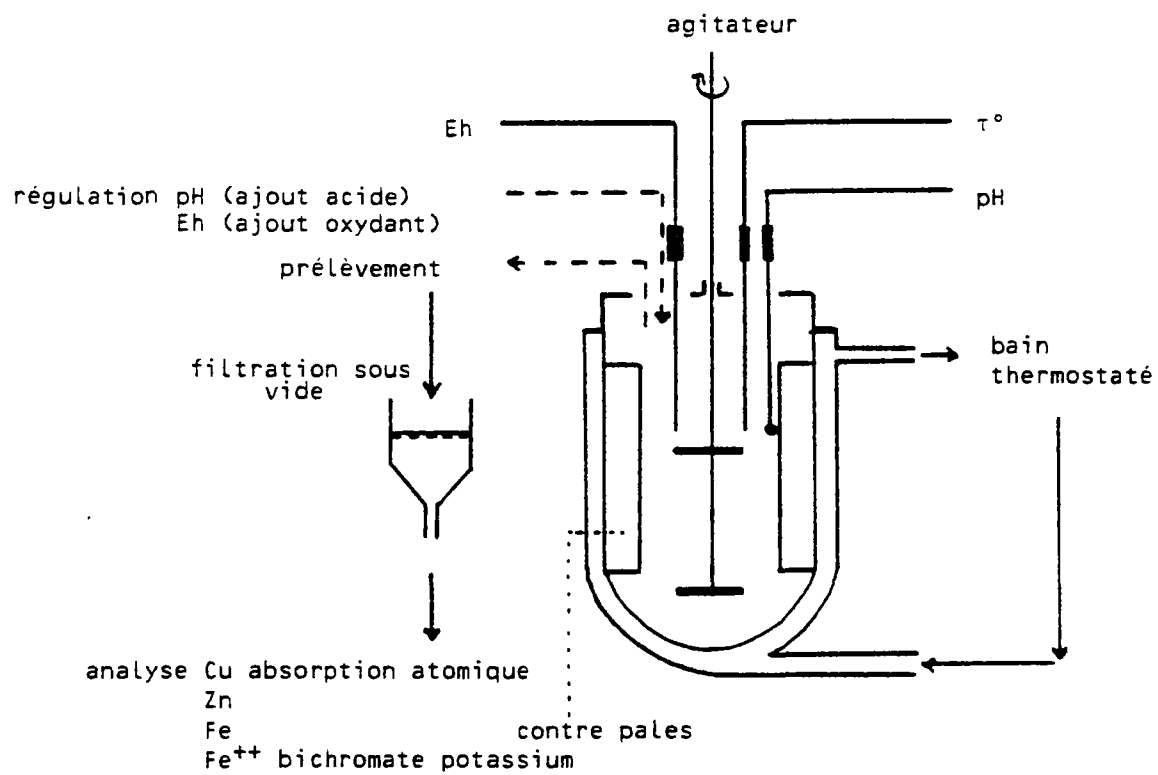 agitateur
Eh
τ°
régulation pH (ajout acide)
pH
Eh (ajout oxydant)
prélèvement
bain
thermostaté
filtration sous
vide
analyse Cu absorption atomique
Zn
Fe
contre pales
Fe++ bichromate potassium